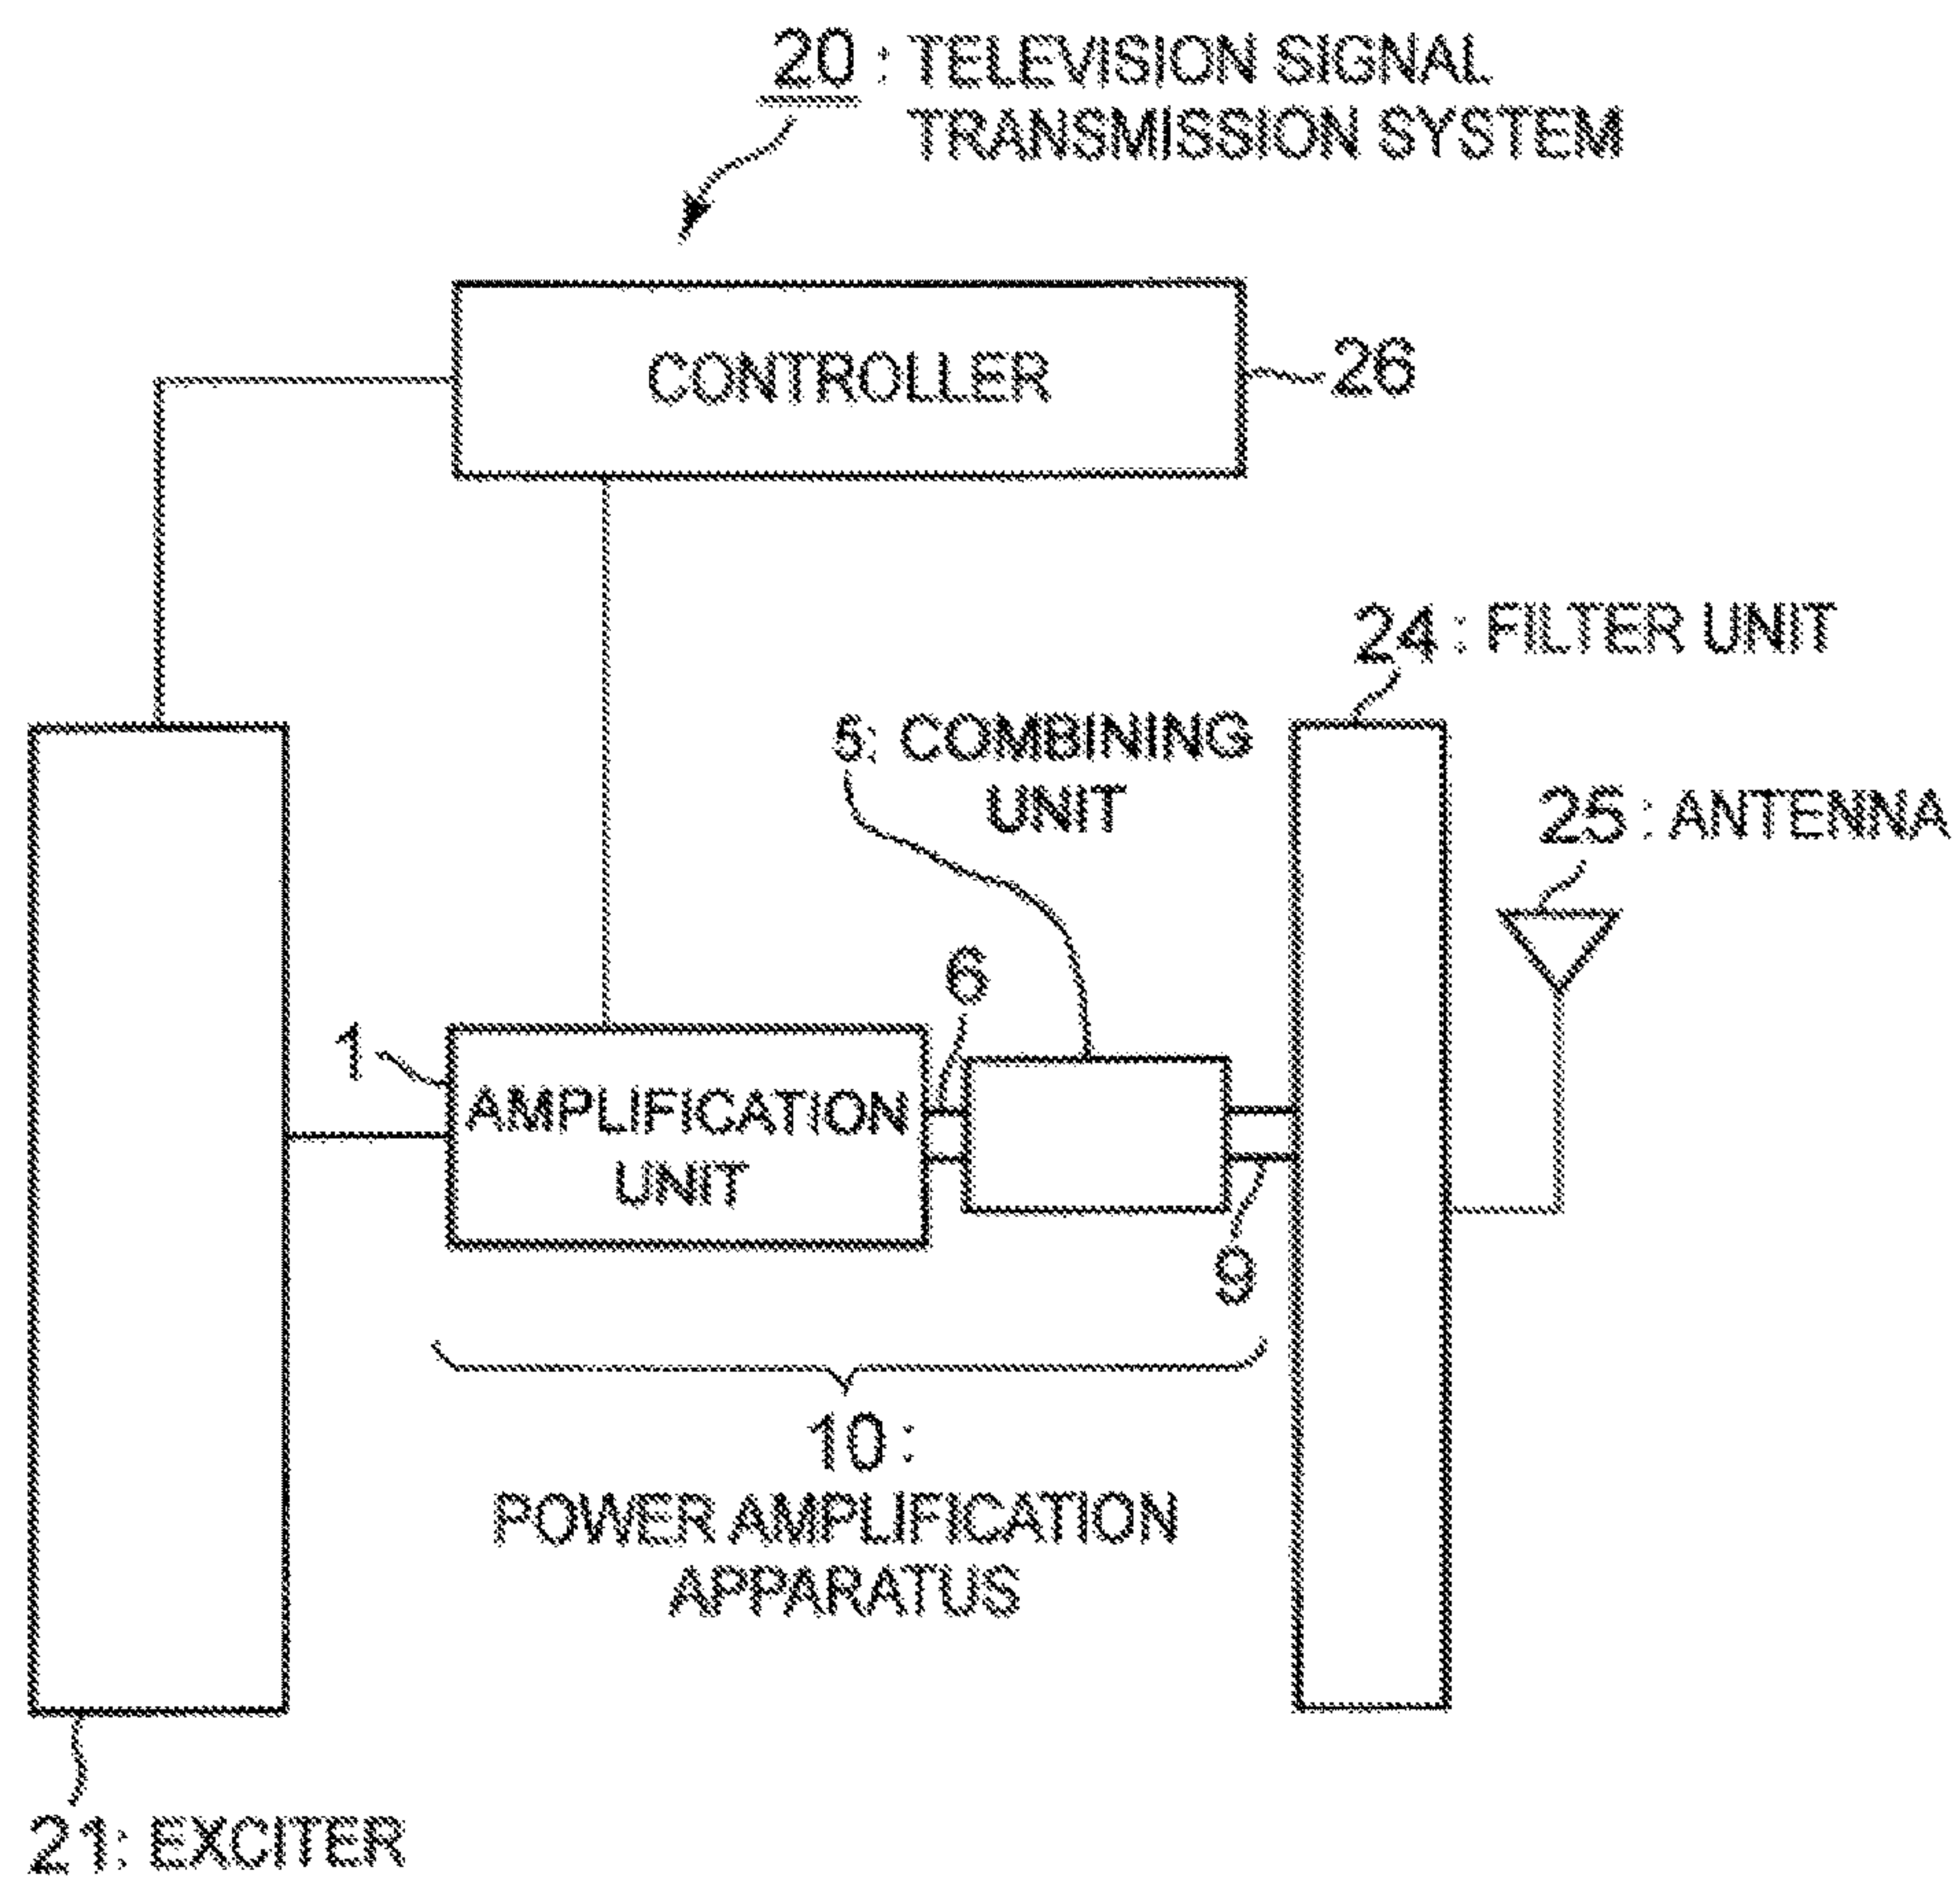 20 : TELEVISION SIGNAL
TRANSMISSION SYSTEM
CONTROLLER
26
24 : FILTER UNIT
5: COMBINING
UNIT
25 : ANTENNA
6
1
AMPLIFICATION
UNIT
9
10 :
POWER AMPLIFICATION
APPARATUS
21: EXCITER